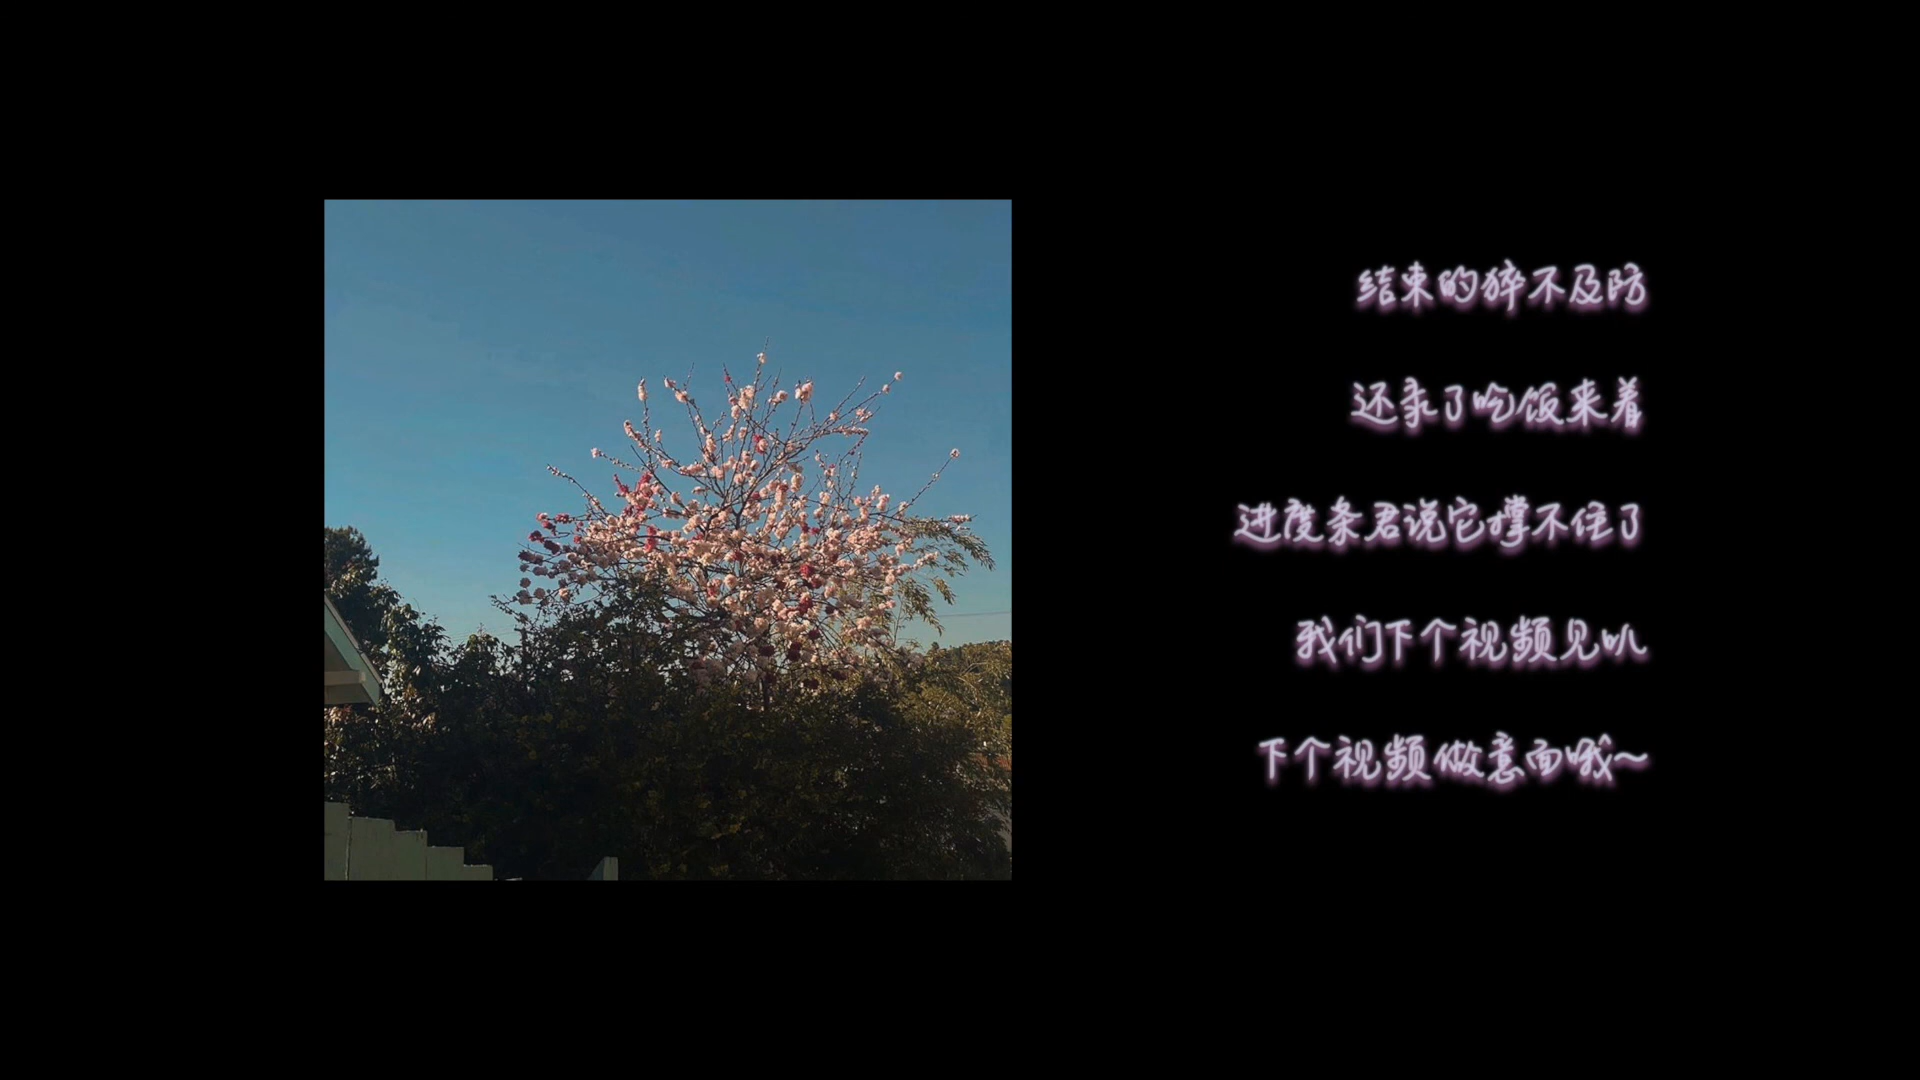 结束的猝不及防
还录了吃饭来着
进度条君说它撑不住了
我们下个视频见叭
下个视频做意面哦~